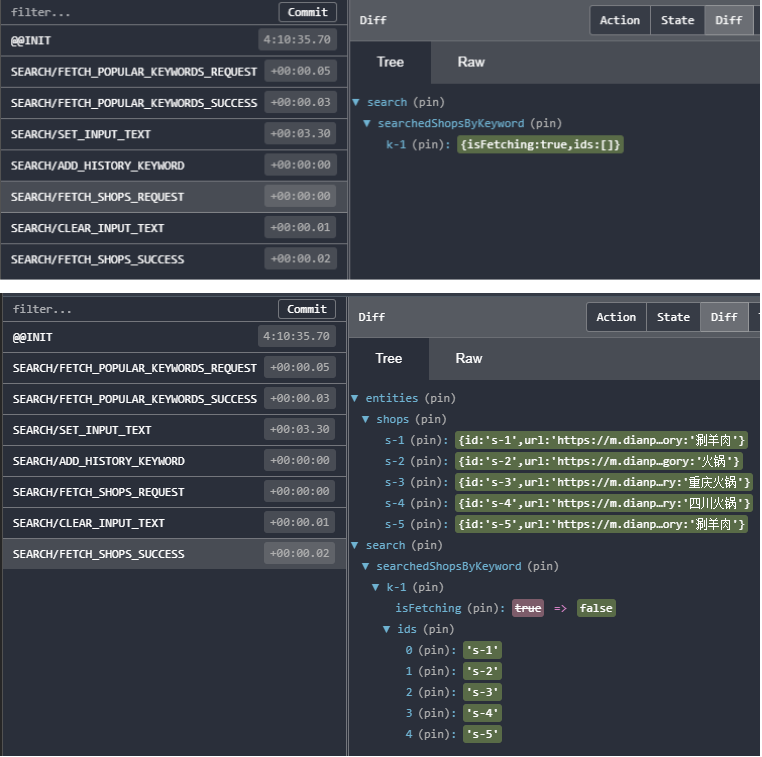 filter... Commit
Diff Action State Diff
@@INIT 4:10:35.70
Tree Raw
SEARCH/FETCH_POPULAR_KEYWORDS_REQUEST +00:00.05
SEARCH/FETCH_POPULAR_KEYWORDS_SUCCESS +00:00.03
SEARCH/SET_INPUT_TEXT +00:03.30
SEARCH/ADD_HISTORY_KEYWORD +00:00:00
SEARCH/FETCH_SHOPS_REQUEST +00:00:00
SEARCH/CLEAR_INPUT_TEXT +00:00.01
SEARCH/FETCH_SHOPS_SUCCESS +00:00.02
search (pin)
searchedShopsByKeyword (pin)
k-1 (pin): {isFetching:true,ids:[]}
filter... Commit
Diff Action State Diff
@@INIT 4:10:35.70
Tree Raw
SEARCH/FETCH_POPULAR_KEYWORDS_REQUEST +00:00.05
SEARCH/FETCH_POPULAR_KEYWORDS_SUCCESS +00:00.03
SEARCH/SET_INPUT_TEXT +00:03.30
SEARCH/ADD_HISTORY_KEYWORD +00:00:00
SEARCH/FETCH_SHOPS_REQUEST +00:00:00
SEARCH/CLEAR_INPUT_TEXT +00:00.01
SEARCH/FETCH_SHOPS_SUCCESS +00:00.02
entities (pin)
shops (pin)
s-1 (pin): {id:'s-1',url:'https://m.dianp…ory:'涮羊肉'}
s-2 (pin): {id:'s-2',url:'https://m.dianp…gory:'火锅'}
s-3 (pin): {id:'s-3',url:'https://m.dianp…ry:'重庆火锅'}
s-4 (pin): {id:'s-4',url:'https://m.dianp…ry:'四川火锅'}
s-5 (pin): {id:'s-5',url:'https://m.dianp…ory:'涮羊肉'}
search (pin)
searchedShopsByKeyword (pin)
k-1 (pin)
isFetching (pin): true => false
ids (pin)
0 (pin): 's-1'
1 (pin): 's-2'
2 (pin): 's-3'
3 (pin): 's-4'
4 (pin): 's-5'